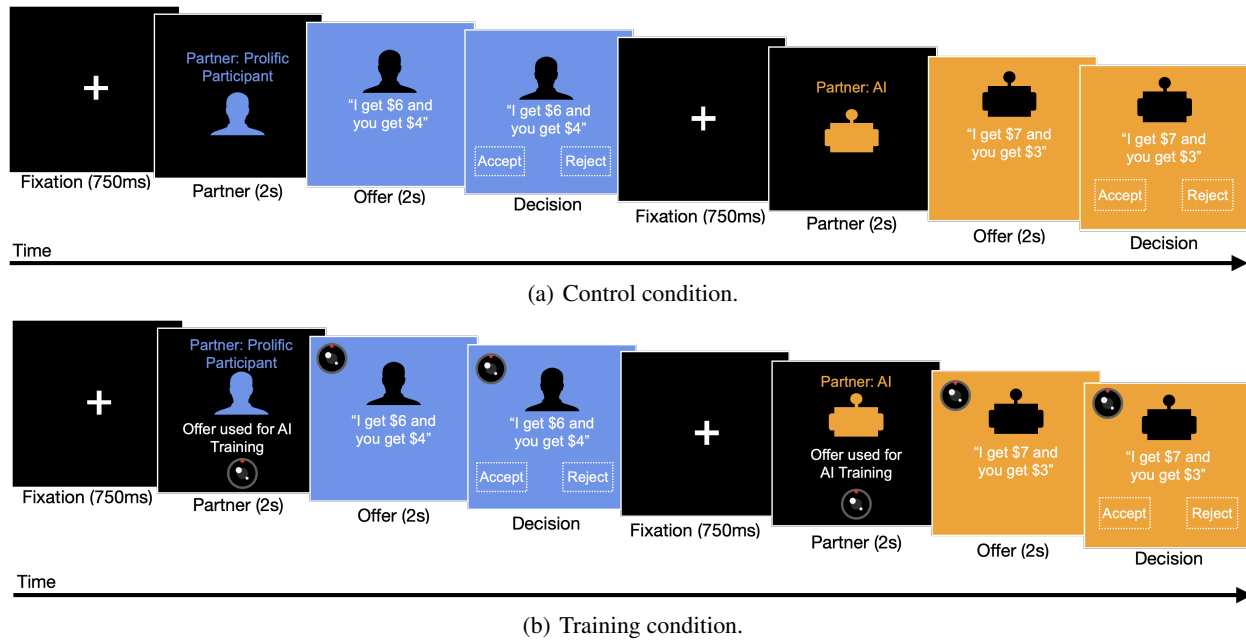 Partner: Prolific
Participant
“I get $6 and
you get $4”
“I get $6 and
you get $4”
Accept
Reject
Partner: AI
“I get $7 and
you get $3”
“I get $7 and
you get $3”
Accept
Reject
Fixation (750ms)
Partner (2s)
Offer (2s)
Decision
Fixation (750ms)
Partner (2s)
Offer (2s)
Decision
Time
(a) Control condition.
Partner: Prolific
Participant
Offer used for AI
Training
“I get $6 and
you get $4”
“I get $6 and
you get $4”
Accept
Reject
Partner: AI
Offer used for
AI Training
“I get $7 and
you get $3”
“I get $7 and
you get $3”
Accept
Reject
Fixation (750ms)
Partner (2s)
Offer (2s)
Decision
Fixation (750ms)
Partner (2s)
Offer (2s)
Decision
Time
(b) Training condition.